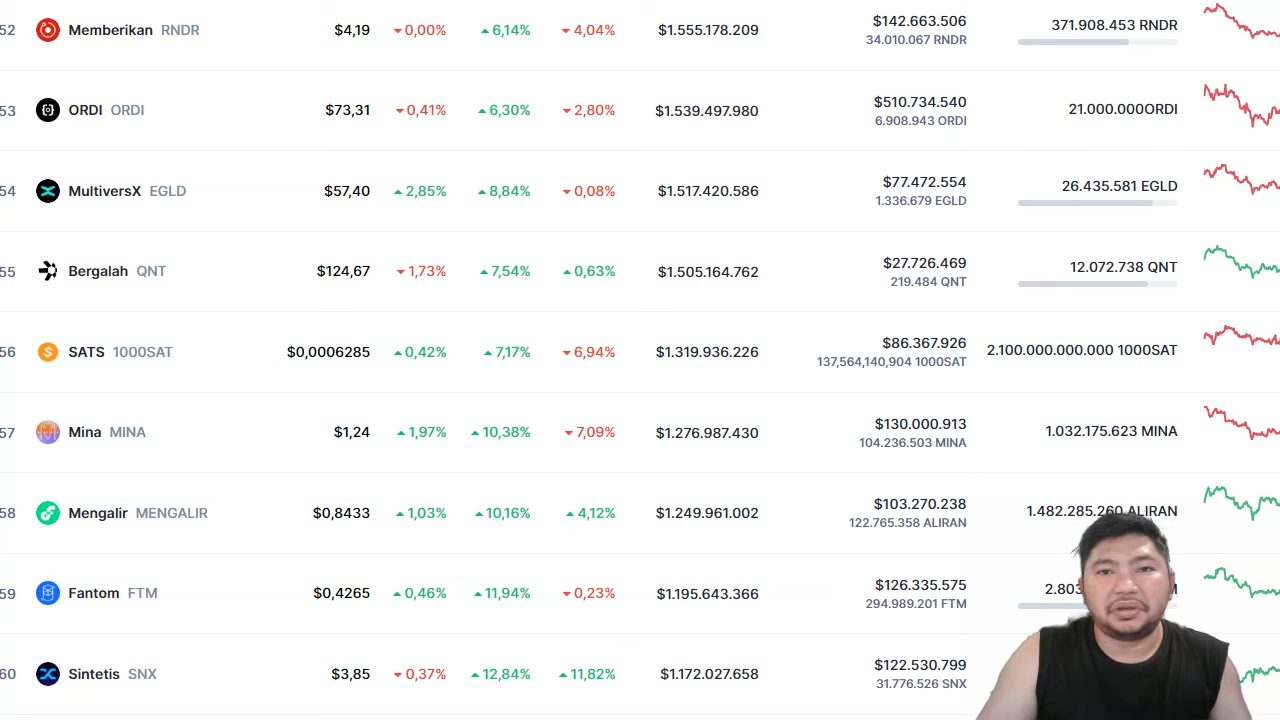 52 Memberikan RNDR $4,19 0,00% 6,14% 4,04% $1.555.178.209 $142.663.506 371.908.453 RNDR
34.010.067 RNDR
53 ORDI ORDI $73,31 0,41% 6,30% 2,80% $1.539.497.980 $510.734.540 21.000.000ORDI
6.908.943 ORDI
54 MultiversX EGLD $57,40 2,85% 8,84% 0,08% $1.517.420.586 $77.472.554 26.435.581 EGLD
1.336.679 EGLD
55 Bergalah QNT $124,67 1,73% 7,54% 0,63% $1.505.164.762 $27.726.469 12.072.738 QNT
219.484 QNT
56 SATS 1000SAT $0,0006285 0,42% 7,17% 6,94% $1.319.936.226 $86.367.926 2.100.000.000.000 1000SAT
137,564,140,904 1000SAT
57 Mina MINA $1,24 1,97% 10,38% 7,09% $1.276.987.430 $130.000.913 1.032.175.623 MINA
104.236.503 MINA
58 Mengalir MENGALIR $0,8433 1,03% 10,16% 4,12% $1.249.961.002 $103.270.238 1.482.285.260 ALIRAN
122.765.358 ALIRAN
59 Fantom FTM $0,4265 0,46% 11,94% 0,23% $1.195.643.366 $126.335.575
294.989.201 FTM
60 Sintetis SNX $3,85 0,37% 12,84% 11,82% $1.172.027.658 $122.530.799
31.776.526 SNX